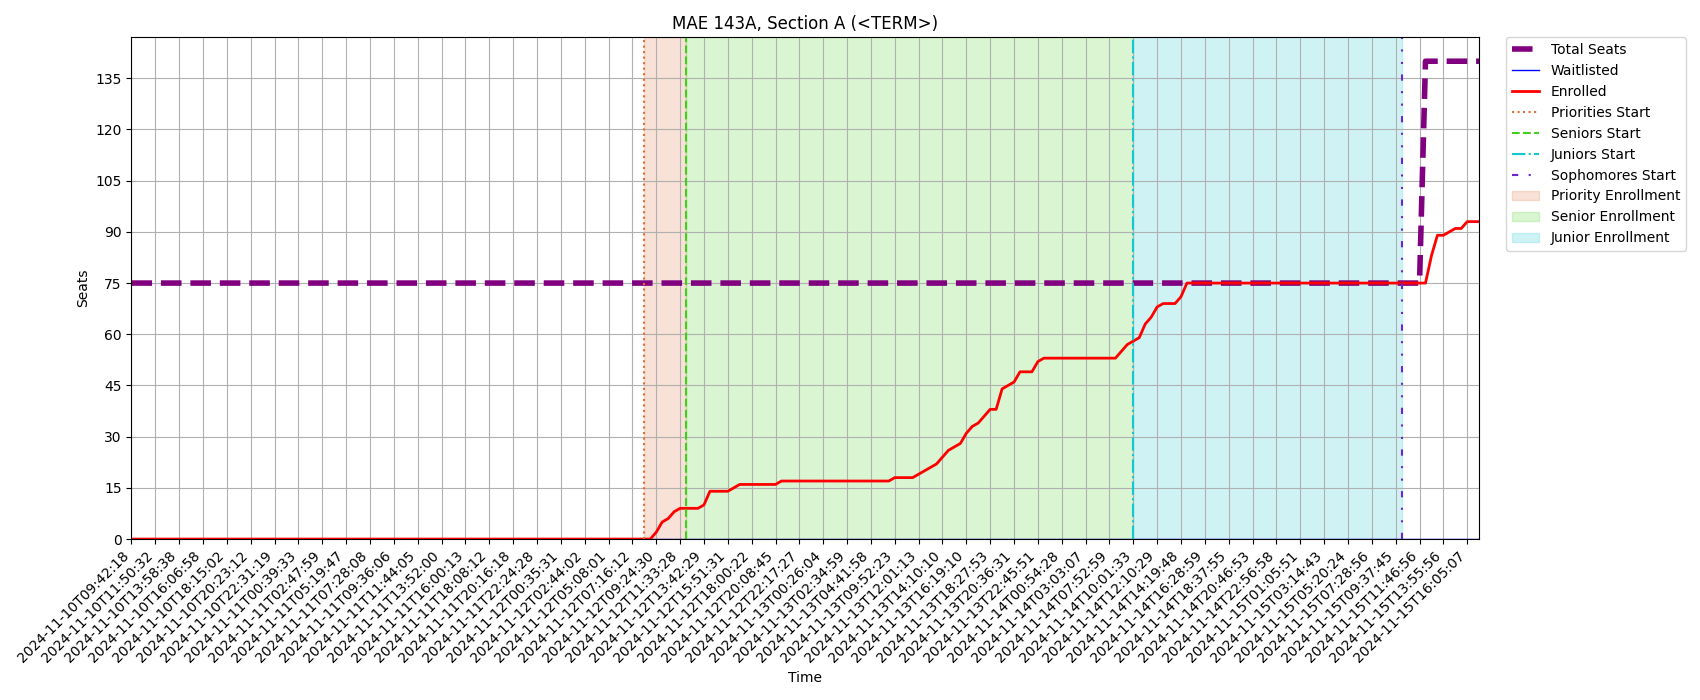 MAE 143A, Section A (<TERM>)
Seats
135
120
105
90
75
60
45
30
15
0
2024-11-10T09:42:18
2024-11-10T11:50:32
2024-11-10T13:58:38
2024-11-10T16:06:58
2024-11-10T18:15:02
2024-11-10T20:23:12
2024-11-10T22:31:19
2024-11-11T00:39:33
2024-11-11T02:47:59
2024-11-11T05:19:47
2024-11-11T07:28:08
2024-11-11T09:36:06
2024-11-11T11:44:05
2024-11-11T13:52:00
2024-11-11T16:00:13
2024-11-11T18:08:12
2024-11-11T20:16:18
2024-11-11T22:24:28
2024-11-12T00:35:31
2024-11-12T02:44:02
2024-11-12T05:08:01
2024-11-12T07:16:12
2024-11-12T09:24:30
2024-11-12T11:33:28
2024-11-12T13:42:29
2024-11-12T15:51:31
2024-11-12T18:00:22
2024-11-12T20:08:45
2024-11-12T22:17:27
2024-11-13T00:26:04
2024-11-13T02:34:59
2024-11-13T04:41:58
2024-11-13T09:52:23
2024-11-13T12:01:13
2024-11-13T14:10:10
2024-11-13T16:19:10
2024-11-13T18:27:53
2024-11-13T20:36:31
2024-11-13T22:45:51
2024-11-14T00:54:28
2024-11-14T03:03:07
2024-11-14T07:52:59
2024-11-14T10:01:33
2024-11-14T12:10:29
2024-11-14T14:19:48
2024-11-14T16:28:59
2024-11-14T18:37:55
2024-11-14T20:46:53
2024-11-14T22:56:58
2024-11-15T01:05:51
2024-11-15T03:14:43
2024-11-15T05:20:24
2024-11-15T07:28:56
2024-11-15T09:37:45
2024-11-15T11:46:56
2024-11-15T13:55:56
2024-11-15T16:05:07
Time
Total Seats
Waitlisted
Enrolled
Priorities Start
Seniors Start
Juniors Start
Sophomores Start
Priority Enrollment
Senior Enrollment
Junior Enrollment